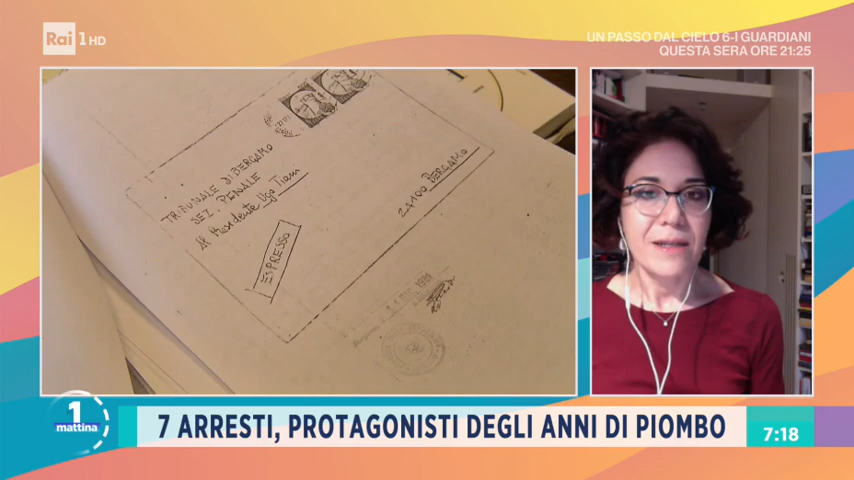 Rai 1 HD
UN PASSO DAL CIELO 6-I GUARDIANI
QUESTA SERA ORE 21:25
TRIBUNALE DI BERGAMO
SEZ. PENALE
Presidente Ugo Tiani
24100 BERGAMO
ESPRESSO
1
mattina
7 ARRESTI, PROTAGONISTI DEGLI ANNI DI PIOMBO
7:18